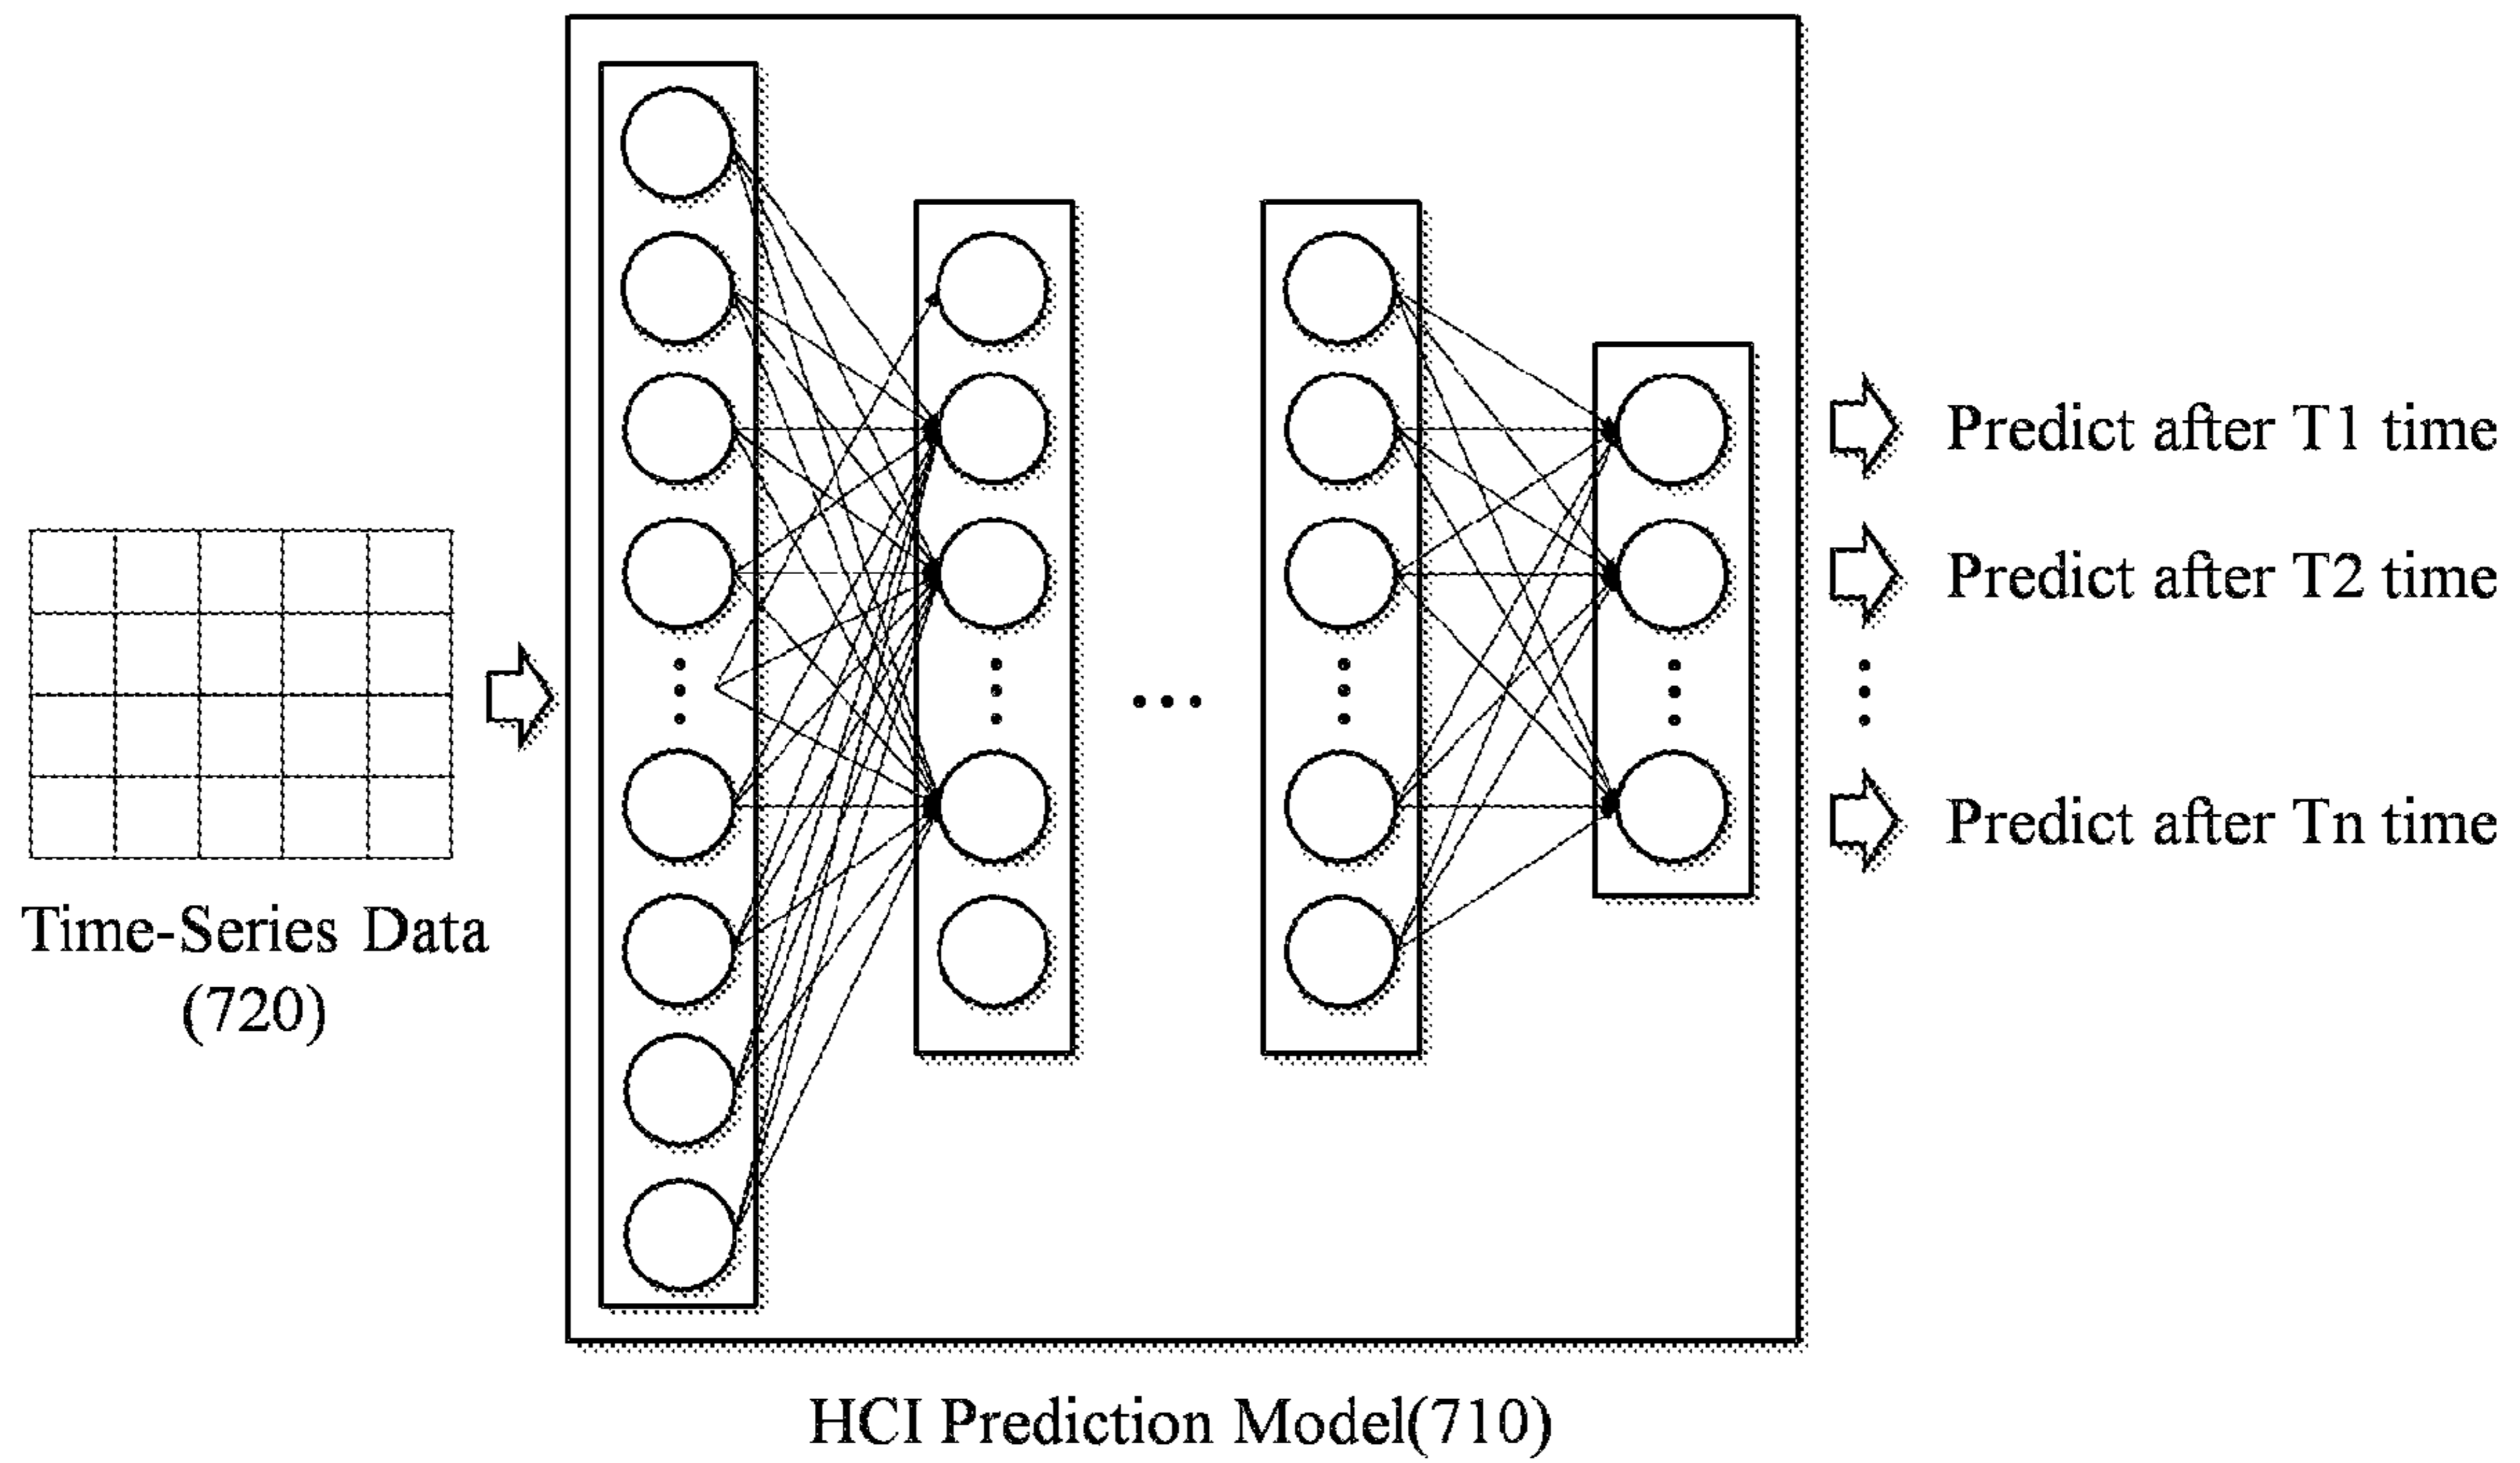 Predict after T1 time
Predict after T2 time
Predict after Tn time
Time-Series Data
(720)
HCI Prediction Model(710)